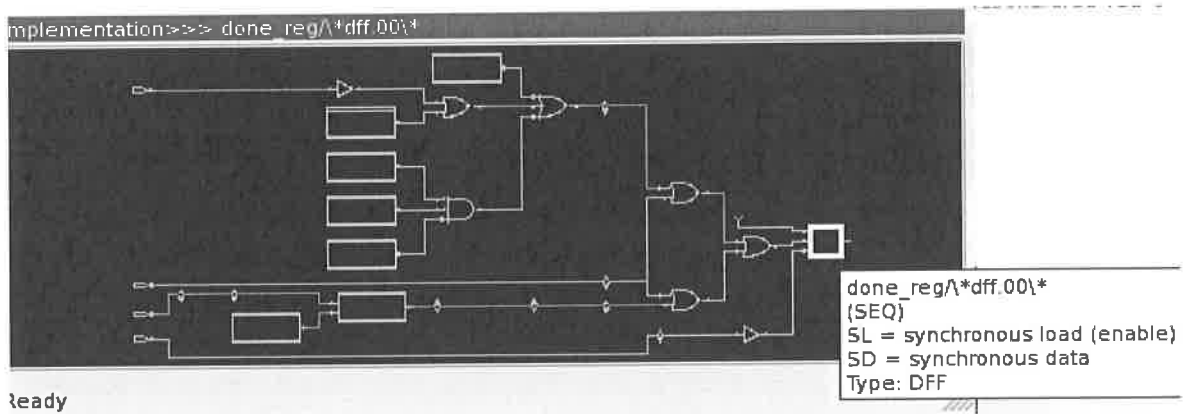 mplementation>>> done_reg/\*dff.00\*
done_reg/\*dff.00\*
(SEQ)
SL = synchronous load (enable)
SD = synchronous data
Type: DFF
Ready